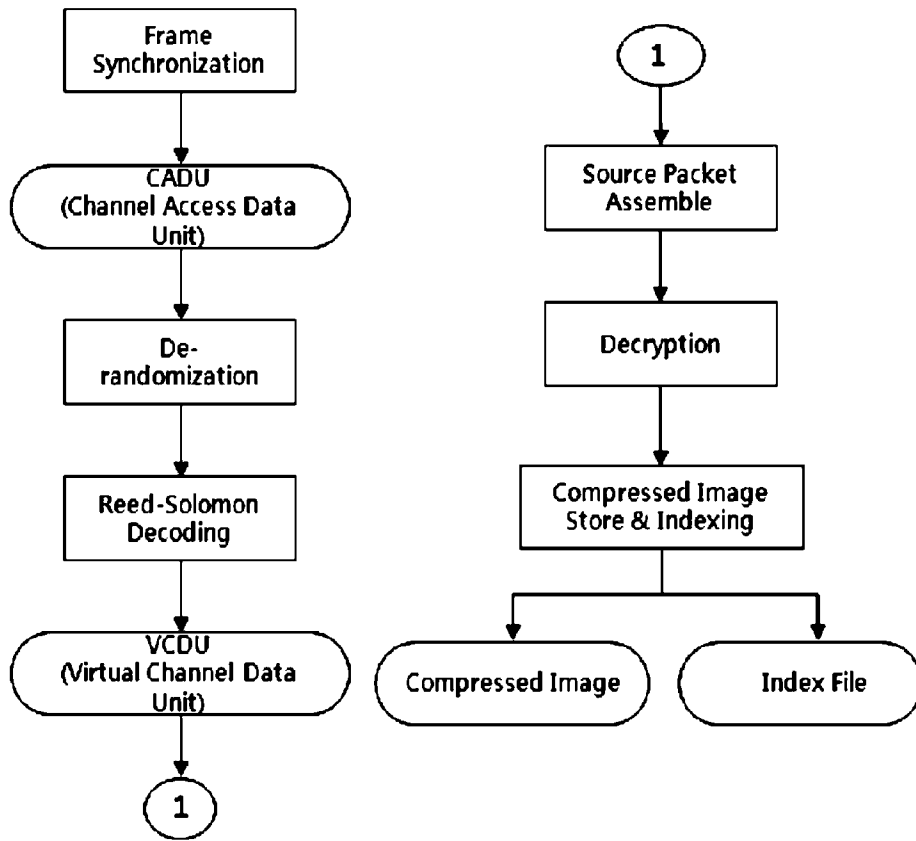 Frame
Synchronization
CADU
(Channel Access Data
Unit)
De-
randomization
Reed-Solomon
Decoding
VCDU
(Virtual Channel Data
Unit)
1
1
Source Packet
Assemble
Decryption
Compressed Image
Store & Indexing
Compressed Image
Index File